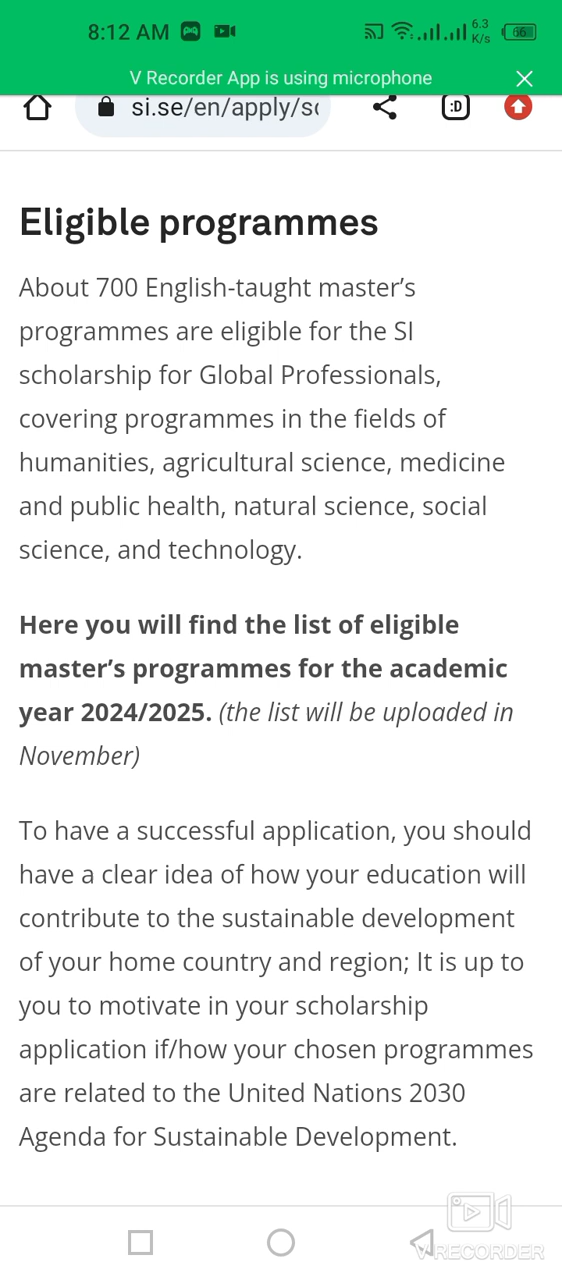 8:12 AM
6.3
K/s
66
V Recorder App is using microphone
si.se/en/apply/sc
:D
Eligible programmes
About 700 English-taught master's
programmes are eligible for the SI
scholarship for Global Professionals,
covering programmes in the fields of
humanities, agricultural science, medicine
and public health, natural science, social
science, and technology.
Here you will find the list of eligible
master's programmes for the academic
year 2024/2025. (the list will be uploaded in
November)
To have a successful application, you should
have a clear idea of how your education will
contribute to the sustainable development
of your home country and region; It is up to
you to motivate in your scholarship
application if/how your chosen programmes
are related to the United Nations 2030
Agenda for Sustainable Development.
VRECORDER